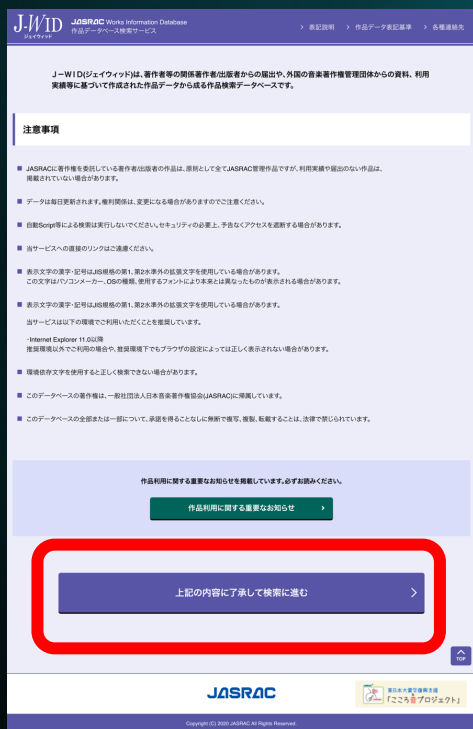 J-WID JASRAC Works Information Database
ジェイウィッド 作品データベース検索サービス
> 表記説明 > 作品データ表記基準 > 各種連絡先
J－WID(ジェイウィッド)は、著作者等の関係著作者/出版者からの届出や、外国の音楽著作権管理団体からの資料、利用
実績等に基づいて作成された作品データから成る作品検索データベースです。
注意事項
JASRACに著作権を委託している著作者/出版者の作品は、原則として全てJASRAC管理作品ですが、利用実績や届出のない作品は、
掲載されていない場合があります。
データは毎日更新されます。権利関係は、変更になる場合がありますのでご注意ください。
自動Script等による検索は実行しないでください。セキュリティの必要上、予告なくアクセスを遮断する場合があります。
当サービスへの直接のリンクはご遠慮ください。
表示文字の漢字・記号はJIS規格の第1、第2水準外の拡張文字を使用している場合があります。
この文字はパソコンメーカー、OSの種類、使用するフォントにより本来とは異なったものが表示される場合があります。
表示文字の漢字・記号はJIS規格の第1、第2水準外の拡張文字を使用している場合があります。
当サービスは以下の環境でご利用いただくことを推奨しています。
・Internet Explorer 11.0以降
推奨環境以外でご利用の場合や、推奨環境下でもブラウザの設定によっては正しく表示されない場合があります。
環境依存文字を使用すると正しく検索できない場合があります。
このデータベースの著作権は、一般社団法人日本音楽著作権協会(JASRAC)に帰属しています。
このデータベースの全部または一部について、承諾を得ることなしに無断で複写、複製、転載することは、法律で禁じられています。
作品利用に関する重要なお知らせを掲載しています。必ずお読みください。
作品利用に関する重要なお知らせ >
上記の内容に了承して検索に進む >
TOP
JASRAC
東日本大震災復興支援
「こころ音プロジェクト」
Copyright (C) 2020 JASRAC All Rights Reserved.